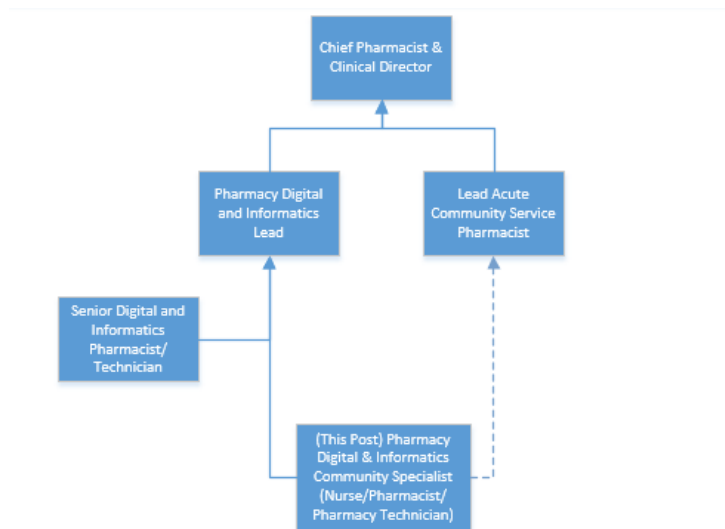 Chief Pharmacist &
Clinical Director
Pharmacy Digital
and Informatics
Lead
Lead Acute
Community Service
Pharmacist
Senior Digital and
Informatics
Pharmacist/
Technician
(This Post) Pharmacy
Digital & Informatics
Community Specialist
(Nurse/Pharmacist/
Pharmacy Technician)